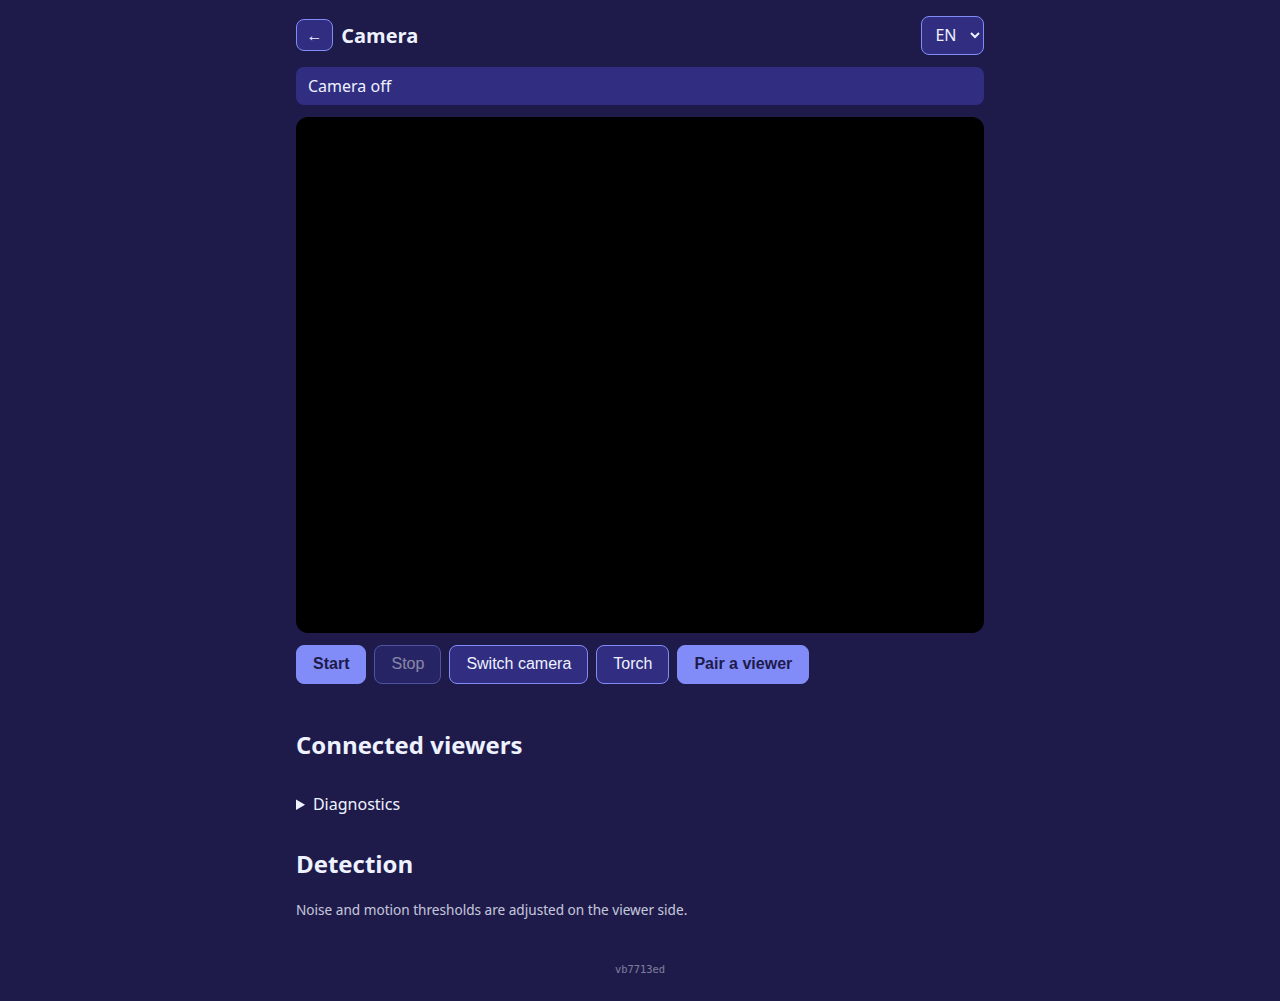 ← Camera EN
Camera off
Start Stop Switch camera Torch Pair a viewer
Connected viewers
Diagnostics
Detection
Noise and motion thresholds are adjusted on the viewer side.
vb7713ed